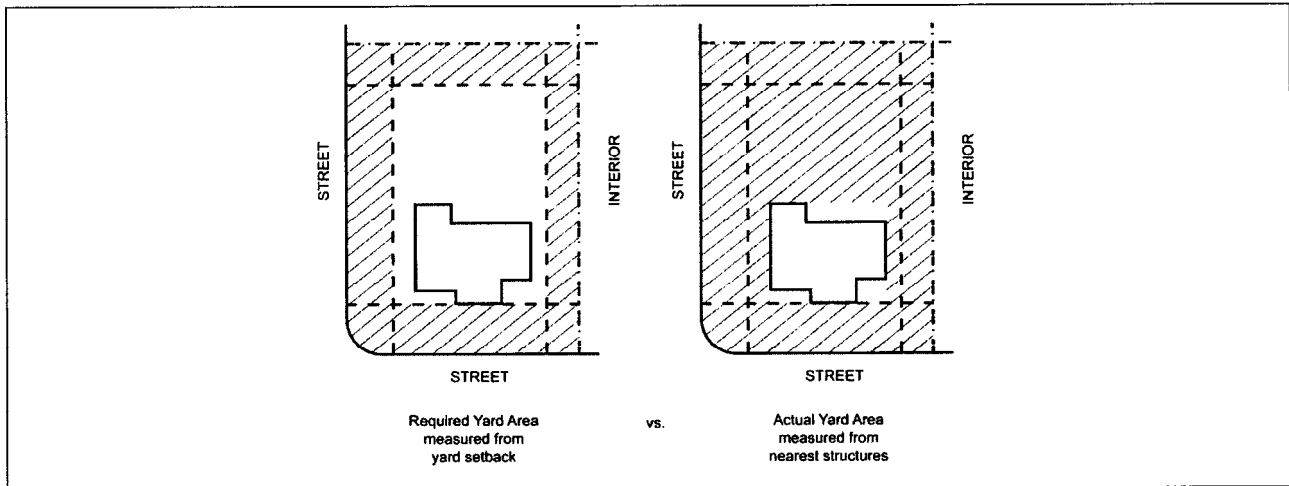 STREET
INTERIOR
STREET
INTERIOR
STREET
STREET
Required Yard Area
measured from
yard setback
vs.
Actual Yard Area
measured from
nearest structures